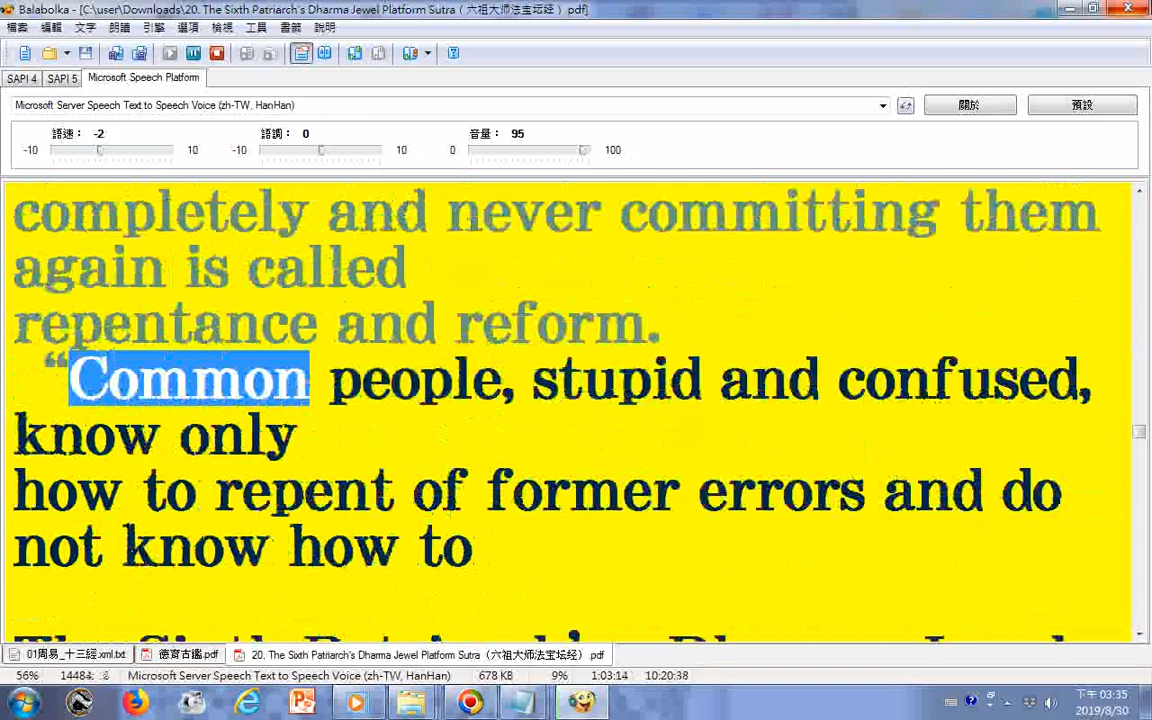 Balabolka - [C:\user\Downloads\20. The Sixth Patriarch's Dharma Jewel Platform Sutra（六祖大师法宝坛经）.pdf]
檔案 編輯 文字 朗讀 引擎 選項 檢視 工具 書籤 說明
SAPI 4 SAPI 5 Microsoft Speech Platform
Microsoft Server Speech Text to Speech Voice (zh-TW, HanHan) 關於 預設
語速： -2 語調： 0 音量： 95
-10 10 -10 10 0 100
completely and never committing them
again is called
repentance and reform.
“Common people, stupid and confused,
know only
how to repent of former errors and do
not know how to
The Sixth Patriarch's Dharma Jewel
01周易_十三經.xml.txt 德育古鑑.pdf 20. The Sixth Patriarch's Dharma Jewel Platform Sutra（六祖大师法宝坛经）.pdf
56% Microsoft Server Speech Text to Speech Voice (zh-TW, HanHan) 678 KB 9% 1:03:14 10:20:38
下午 03:35
2019/8/30